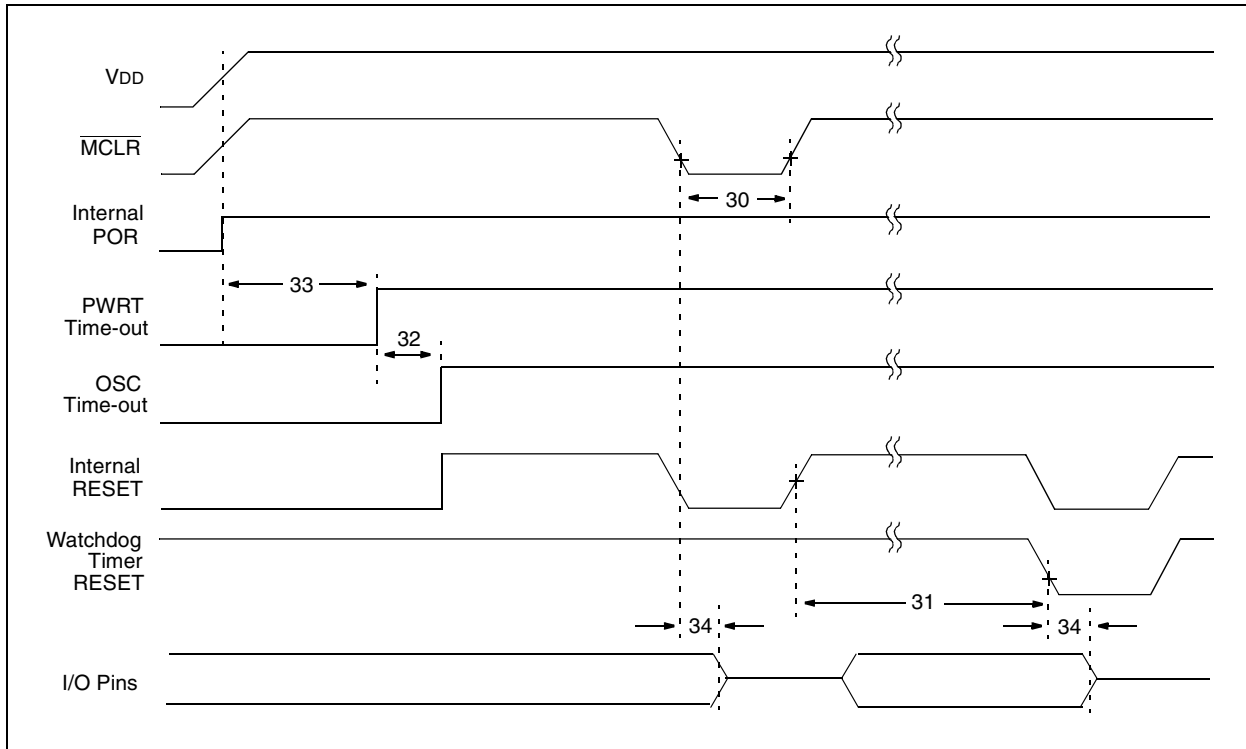 VDD
MCLR
30
Internal
POR
33
PWRT
Time-out
32
OSC
Time-out
Internal
RESET
Watchdog
Timer
RESET
31
34
34
I/O Pins